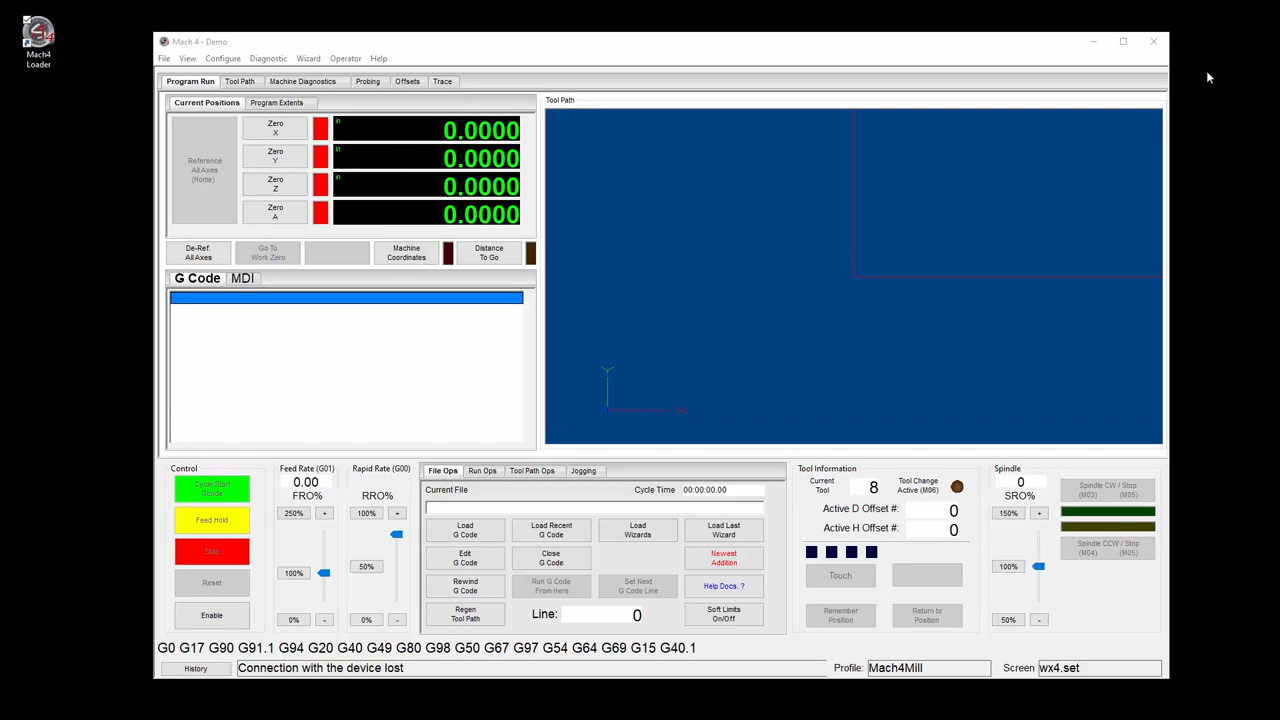 Mach4
Loader
Mach 4 - Demo
File View Configure Diagnostic Wizard Operator Help
Program Run Tool Path Machine Diagnostics Probing Offsets Trace
Current Positions Program Extents
Tool Path
Reference
All Axes
(Home)
Zero
X
in 0.0000
Zero
Y
in 0.0000
Zero
Z
in 0.0000
Zero
A
0.0000
De-Ref.
All Axes
Go To
Work Zero
Machine
Coordinates
Distance
To Go
G Code MDI
Control
Cycle Start
Gcode
Feed Hold
Stop
Reset
Enable
Feed Rate (G01)
0.00
FRO%
250% +
100%
0% -
Rapid Rate (G00)
RRO%
100% +
50%
0% -
File Ops Run Ops Tool Path Ops Jogging
Current File Cycle Time 00:00:00.00
Load
G Code
Load Recent
G Code
Load
Wizards
Load Last
Wizard
Edit
G Code
Close
G Code
Newest
Addition
Rewind
G Code
Run G Code
From Here
Set Next
G Code Line
Help Docs. ?
Regen
Tool Path
Line: 0
Soft Limits
On/Off
Tool Information
Current
Tool
8
Tool Change
Active (M06)
Active D Offset #: 0
Active H Offset #: 0
Touch
Remember
Position
Return to
Position
Spindle
0
SRO%
150% +
100%
50% -
Spindle CW / Stop
(M03) (M05)
Spindle CCW / Stop
(M04) (M05)
G0 G17 G90 G91.1 G94 G20 G40 G49 G80 G98 G50 G67 G97 G54 G64 G69 G15 G40.1
History Connection with the device lost Profile: Mach4Mill Screen wx4.set